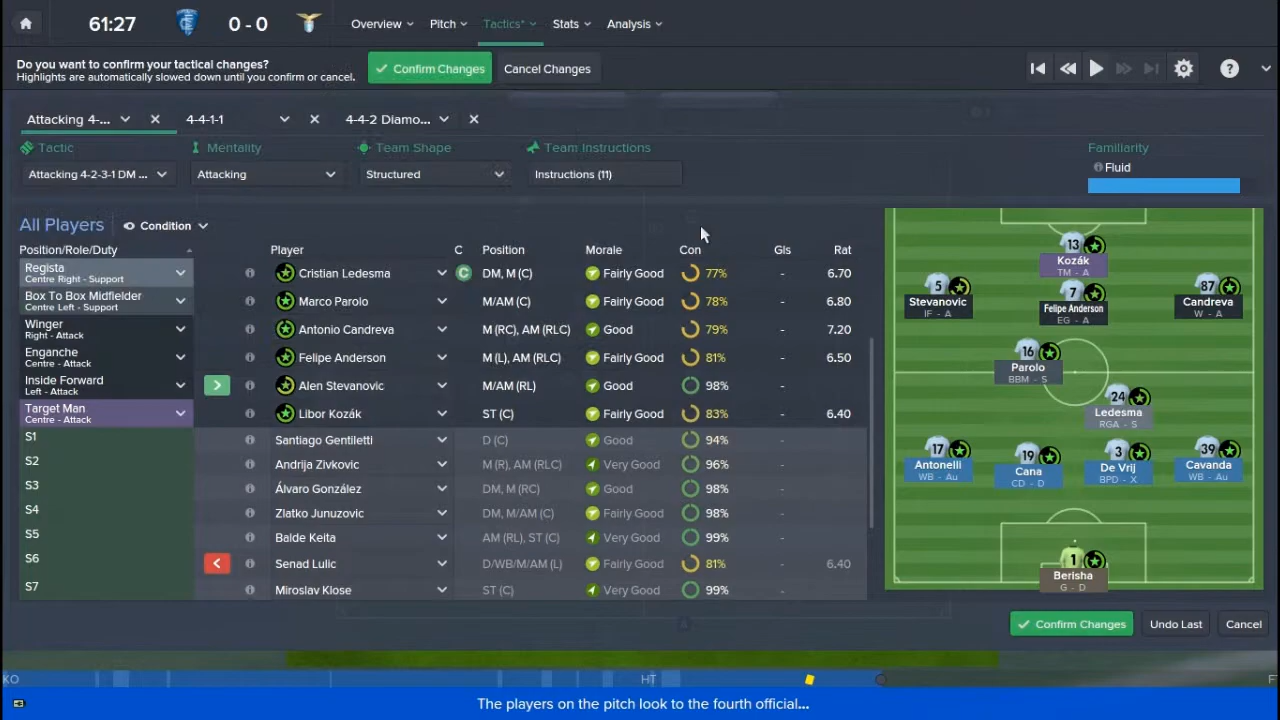 61:27
0 - 0
Overview
Pitch
Tactics*
Stats
Analysis
Do you want to confirm your tactical changes?
Highlights are automatically slowed down until you confirm or cancel.
Confirm Changes
Cancel Changes
?
Attacking 4-...
4-4-1-1
4-4-2 Diamo...
Tactic
Mentality
Team Shape
Team Instructions
Familiarity
Attacking 4-2-3-1 DM ...
Attacking
Structured
Instructions (11)
Fluid
All Players
Condition
Position/Role/Duty
Player
C
Position
Morale
Con
Gls
Rat
Regista
Centre Right - Support
Cristian Ledesma
C
DM, M (C)
Fairly Good
77%
-
6.70
Box To Box Midfielder
Centre Left - Support
Marco Parolo
M/AM (C)
Fairly Good
78%
-
6.80
Winger
Right - Attack
Antonio Candreva
M (RC), AM (RLC)
Good
79%
-
7.20
Enganche
Centre - Attack
Felipe Anderson
M (L), AM (RLC)
Fairly Good
81%
-
6.50
Inside Forward
Left - Attack
Alen Stevanovic
M/AM (RL)
Good
98%
-
Target Man
Centre - Attack
Libor Kozák
ST (C)
Fairly Good
83%
-
6.40
S1
Santiago Gentiletti
D (C)
Good
94%
-
S2
Andrija Zivkovic
M (R), AM (RLC)
Very Good
96%
-
S3
Álvaro González
DM, M (RC)
Good
98%
-
S4
Zlatko Junuzovic
DM, M/AM (C)
Fairly Good
98%
-
S5
Balde Keita
AM (RL), ST (C)
Very Good
99%
-
S6
Senad Lulic
D/WB/M/AM (L)
Fairly Good
81%
-
6.40
S7
Miroslav Klose
ST (C)
Very Good
99%
-
13
Kozák
TM - A
5
Stevanovic
IF - A
7
Felipe Anderson
EG - A
87
Candreva
W - A
16
Parolo
BBM - S
24
Ledesma
RGA - S
17
Antonelli
WB - Au
19
Cana
CD - D
3
De Vrij
BPD - X
39
Cavanda
WB - Au
1
Berisha
G - D
Confirm Changes
Undo Last
Cancel
KO
HT
F
The players on the pitch look to the fourth official...